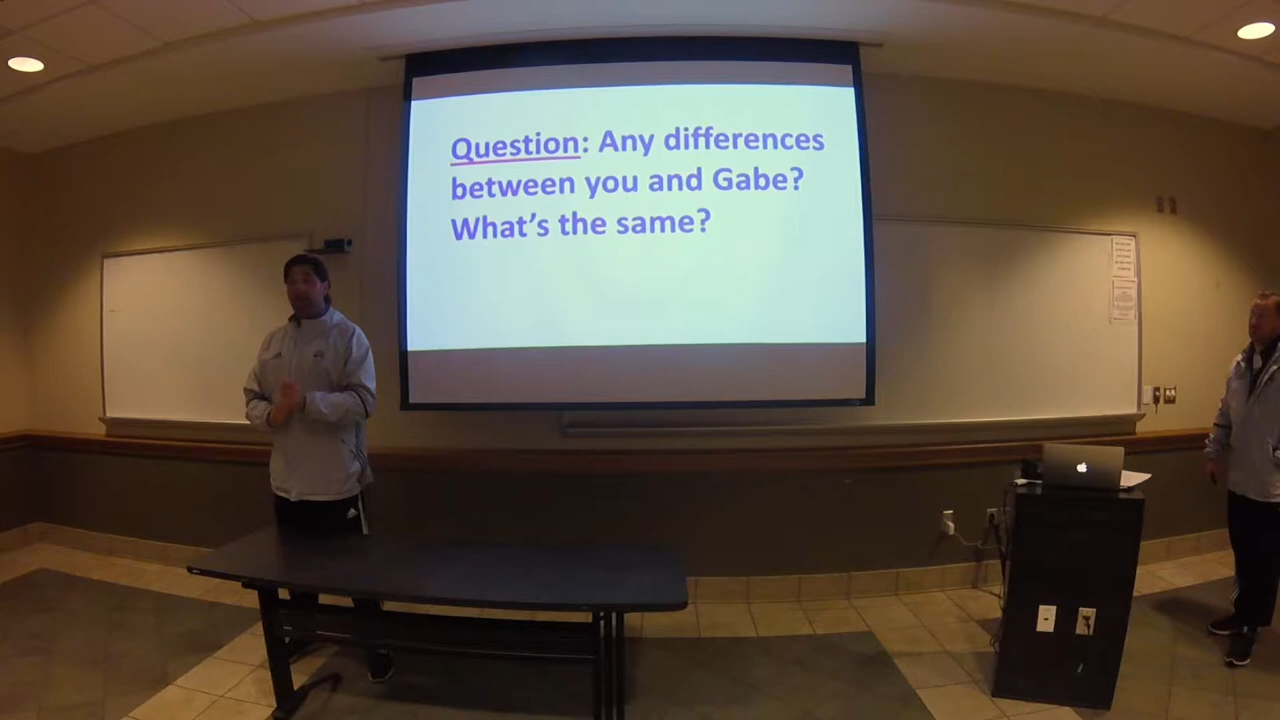 Question: Any differences
between you and Gabe?
What's the same?